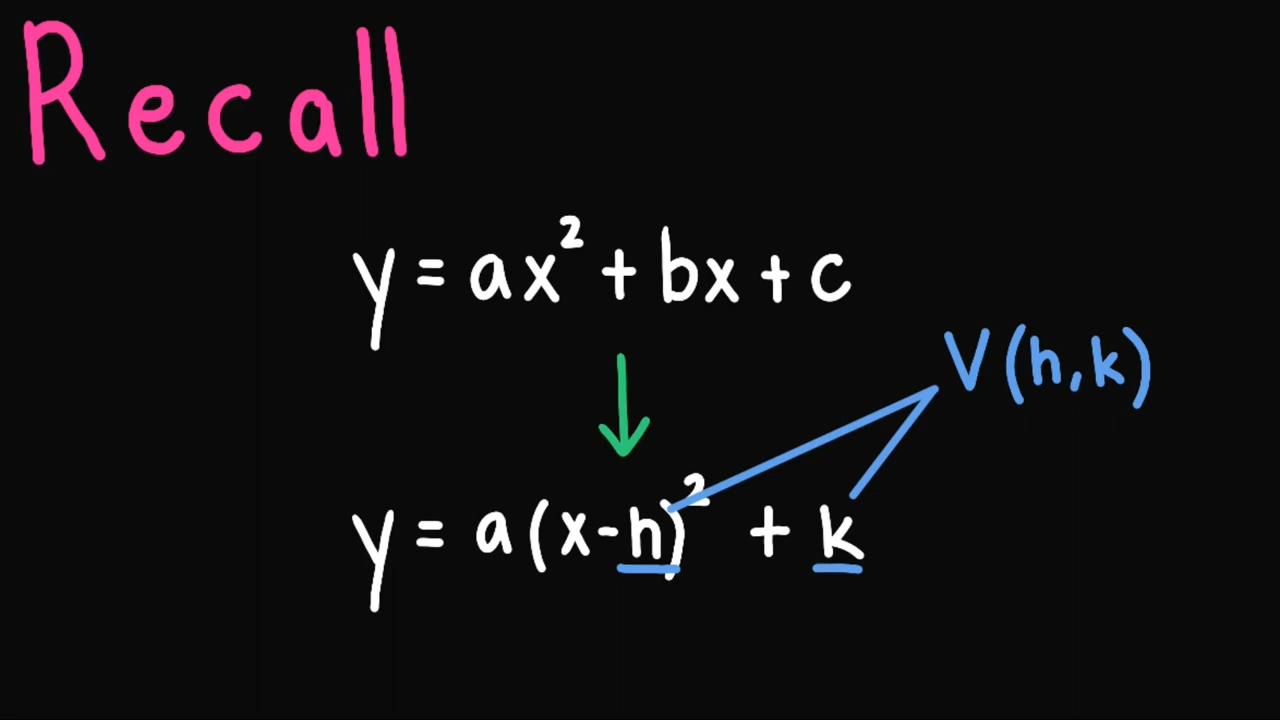 Recall
y = ax² + bx + c
V(h, k)
y = a(x - h)² + k